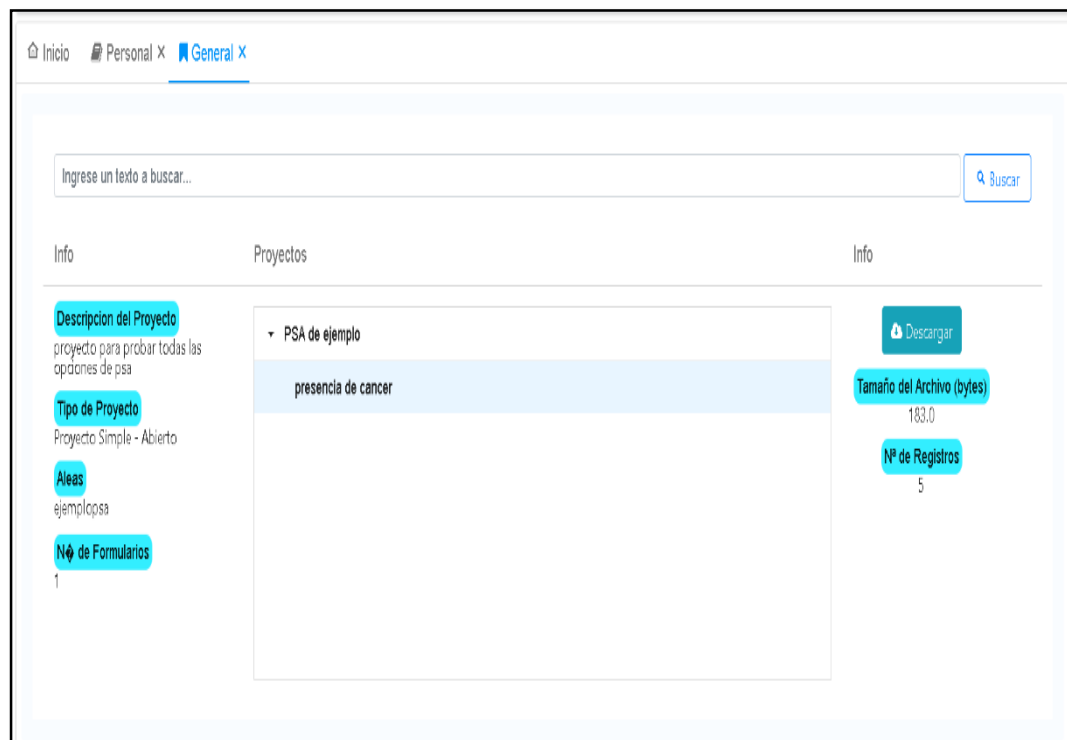 Inicio Personal × General ×
Ingrese un texto a buscar... Buscar
Info Proyectos Info
Descripcion del Proyecto
proyecto para probar todas las
opciones de psa
Tipo de Proyecto
Proyecto Simple - Abierto
Aleas
ejemplopsa
N� de Formularios
1
PSA de ejemplo
presencia de cancer
Descargar
Tamaño del Archivo (bytes)
183.0
Nª de Registros
5